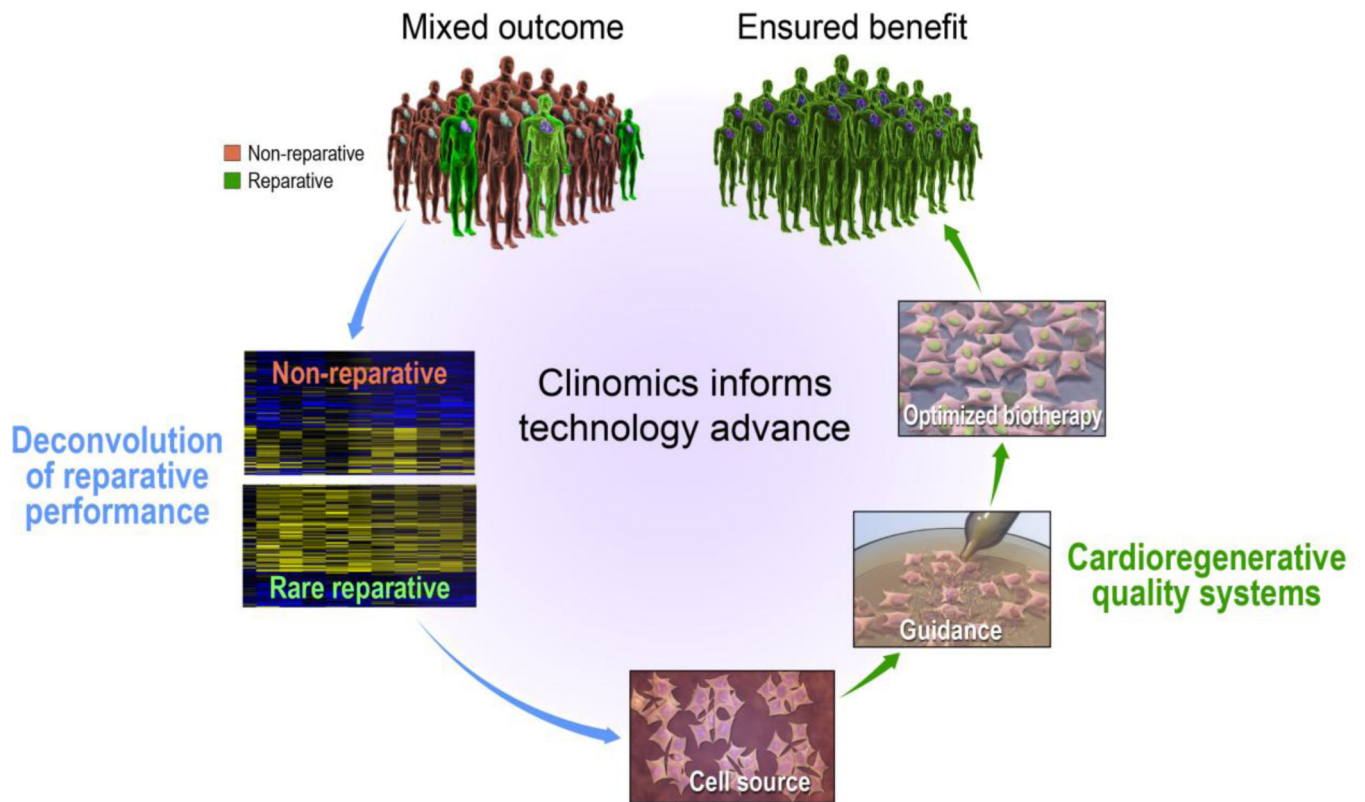 Mixed outcome
Ensured benefit
Non-reparative
Reparative
Non-reparative
Rare reparative
Deconvolution
of reparative
performance
Clinomics informs
technology advance
Optimized biotherapy
Guidance
Cardioregenerative
quality systems
Cell source